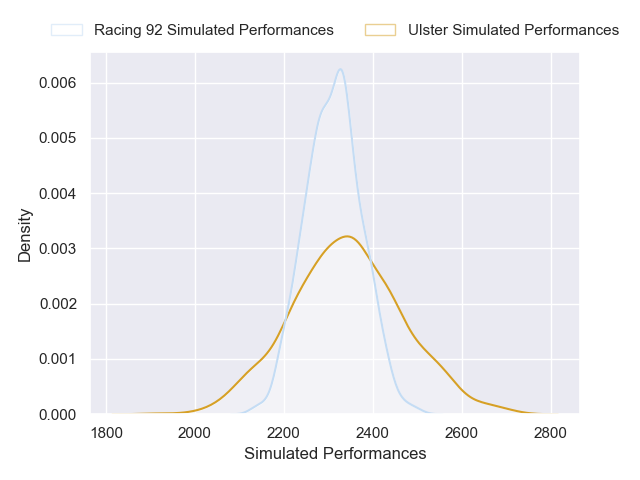 Racing 92 Simulated Performances Ulster Simulated Performances
0.006
0.005
0.004
0.003
0.002
0.001
0.000
Density
1800 2000 2200 2400 2600 2800
Simulated Performances